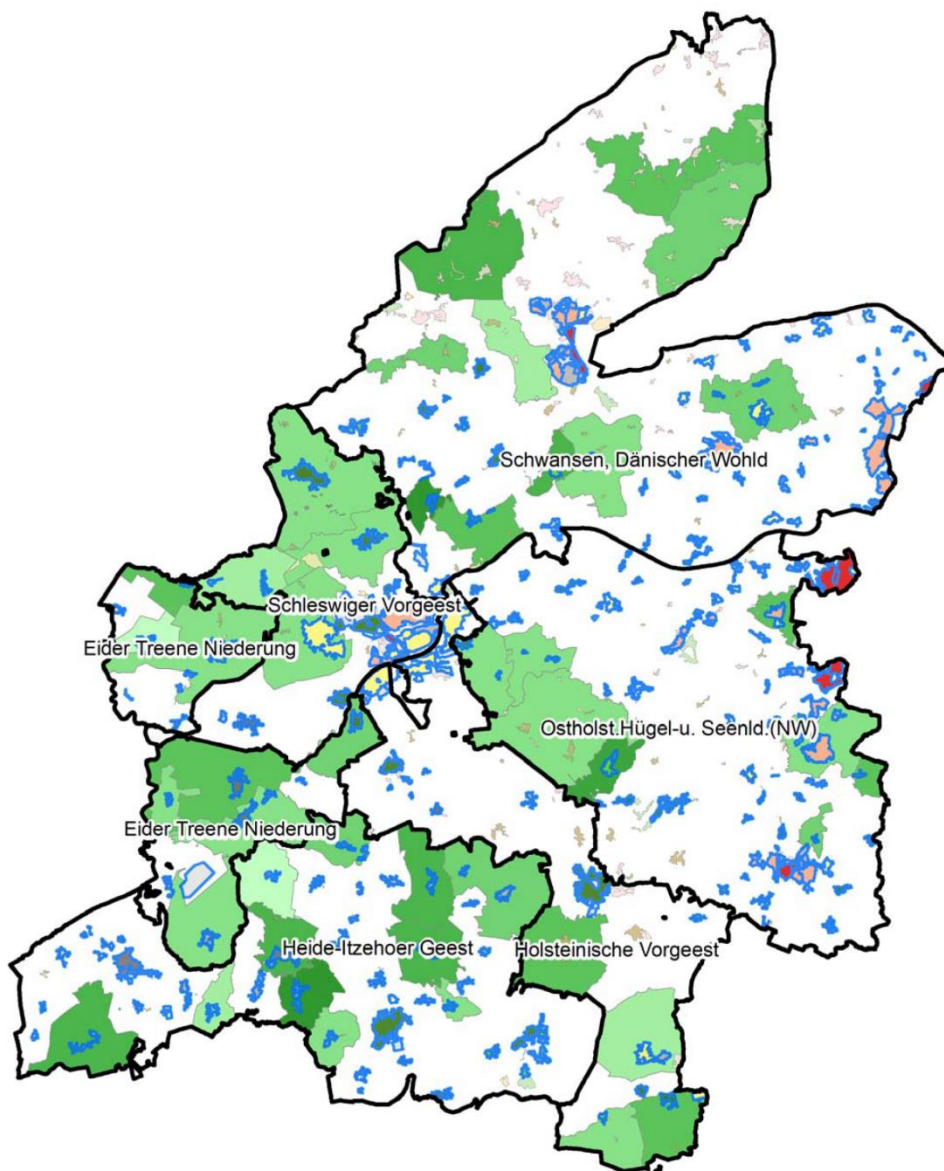 Schwansen, Dänischer Wohld
Schleswiger Vorgeest
Eider Treene Niederung
Ostholst.Hügel-u. Seenld.(NW)
Eider Treene Niederung
Heide-Itzehoer Geest
Holsteinische Vorgeest